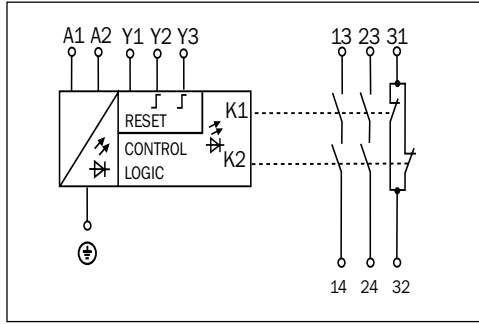 A1 A2 Y1 Y2 Y3 13 23 31
RESET
K1
CONTROL
LOGIC
K2
14 24 32